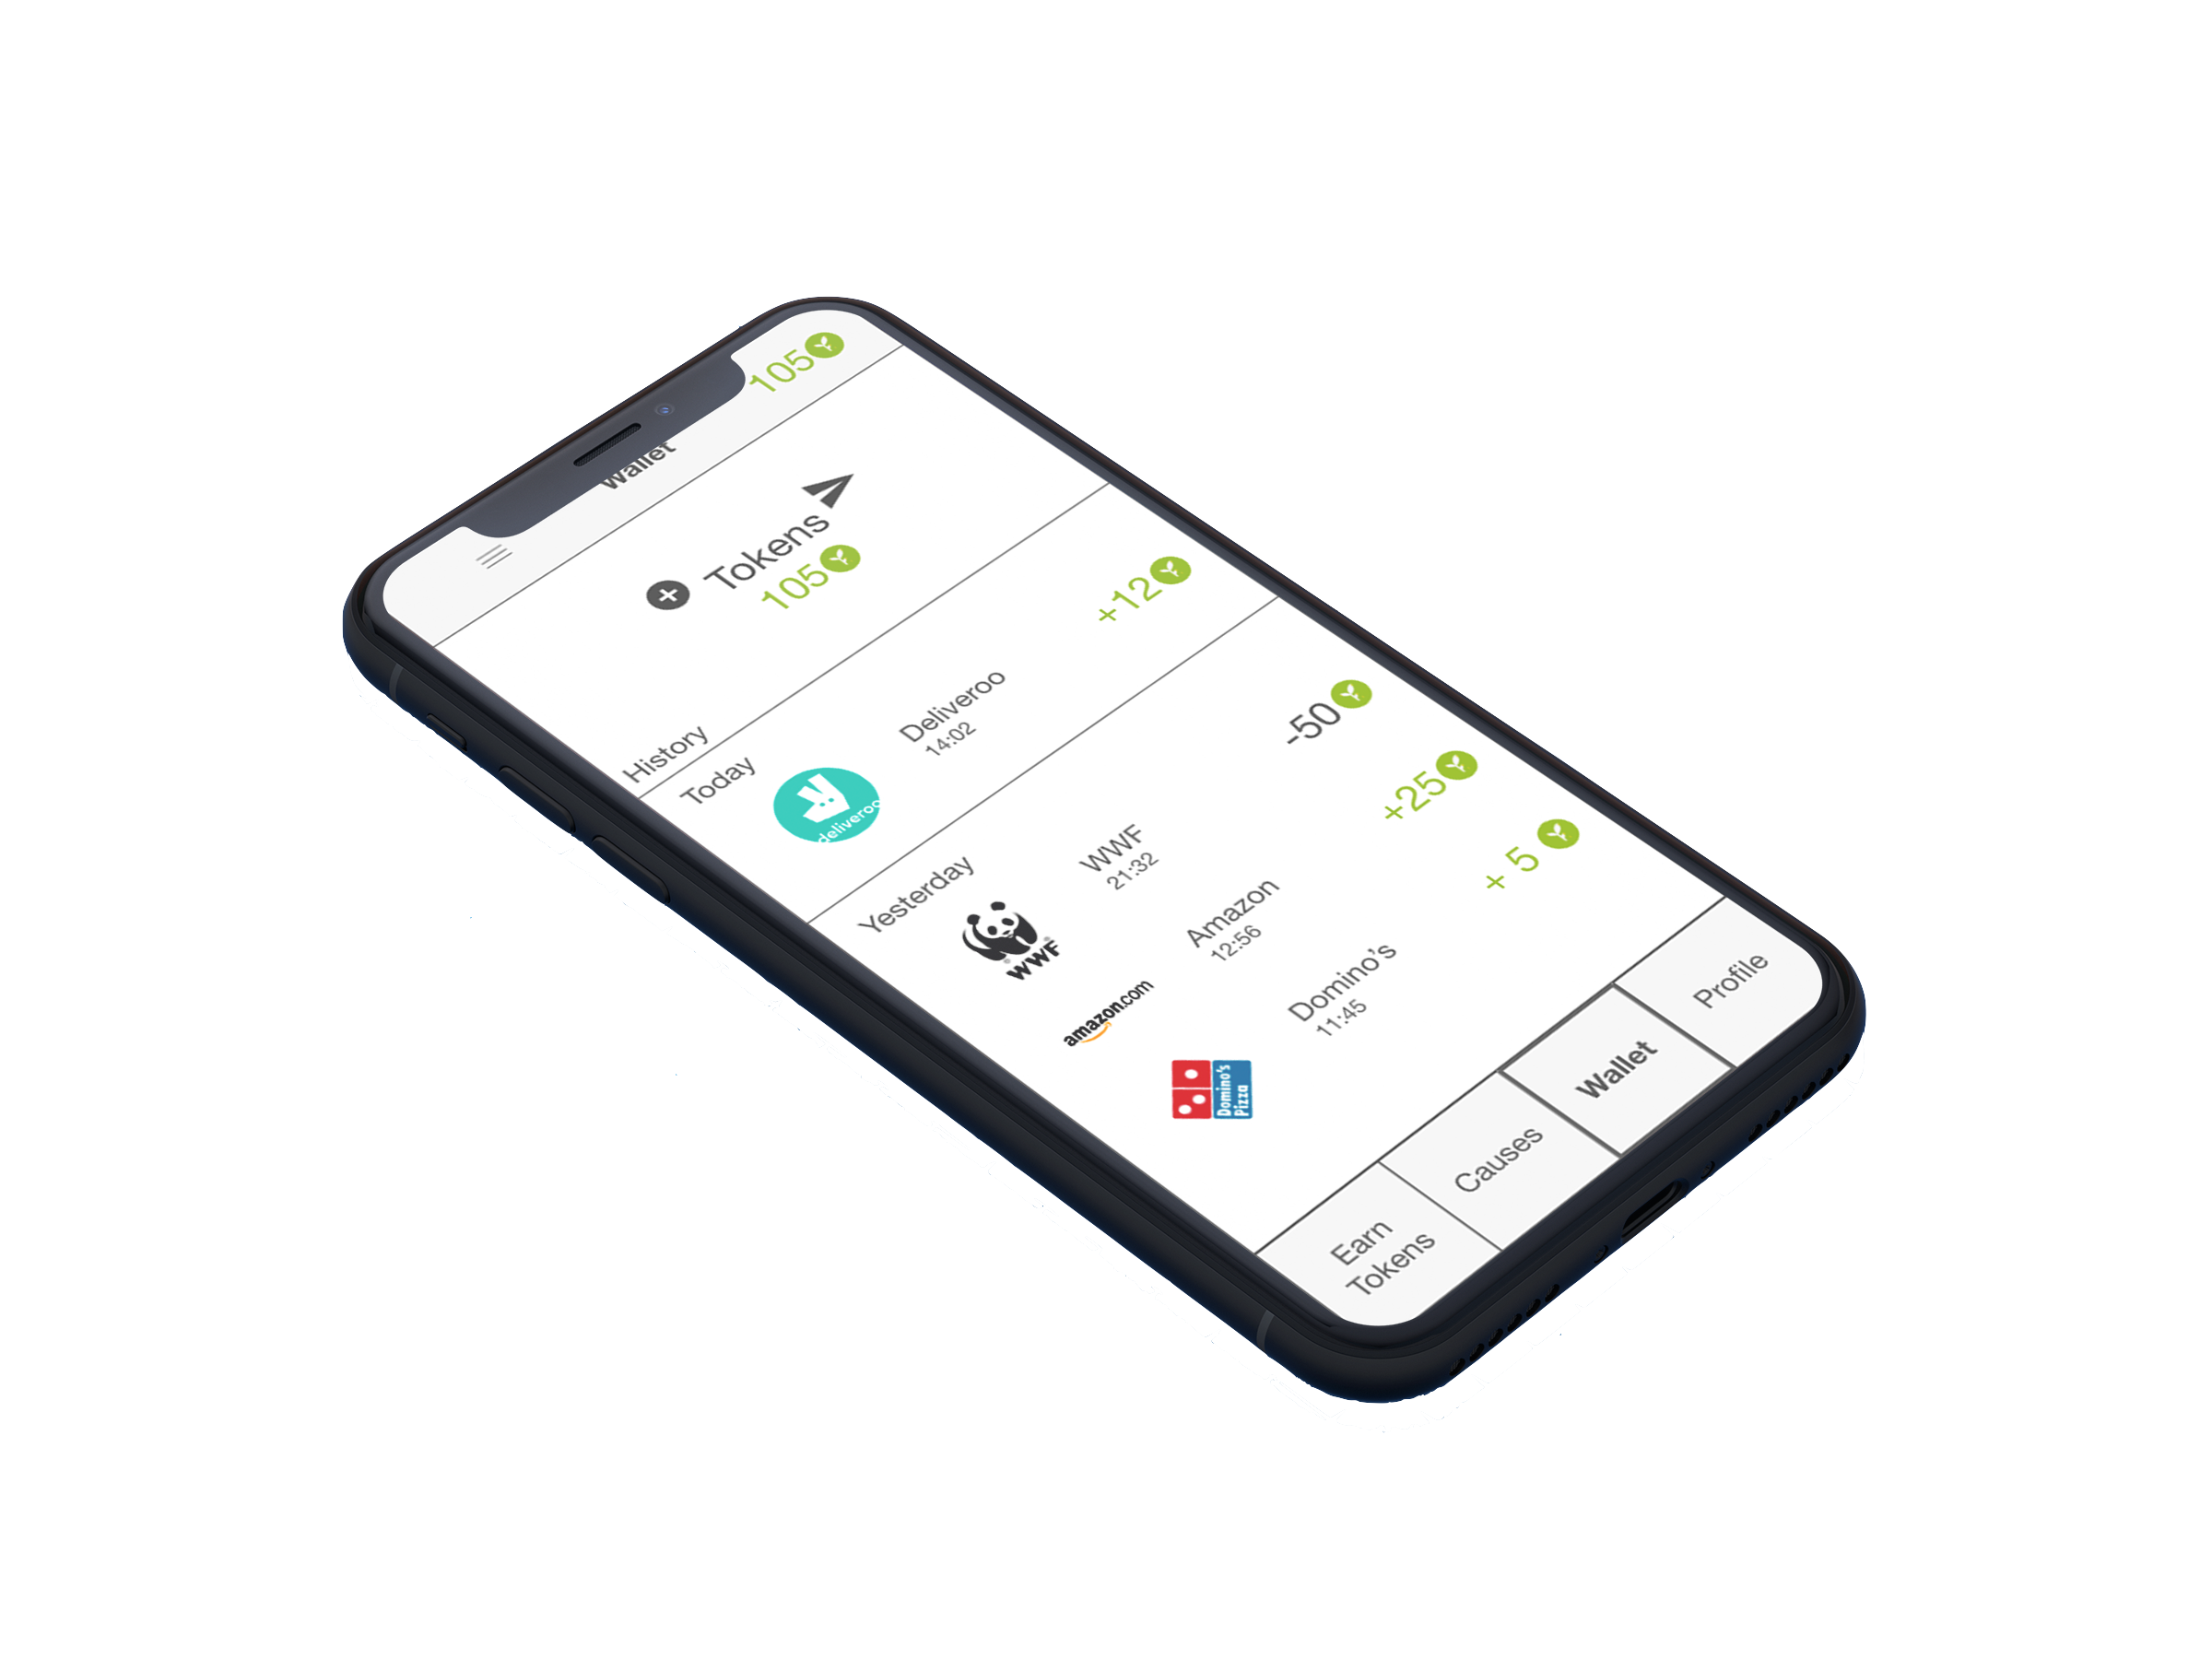 105
Wallet
Tokens
105
History
Today
deliveroo
Deliveroo
14:02
+12
Yesterday
WWF
WWF
21:32
-50
amazon.com
Amazon
12:56
+25
Domino's
Pizza
Domino's
11:45
+ 5
Earn
Tokens
Causes
Wallet
Profile